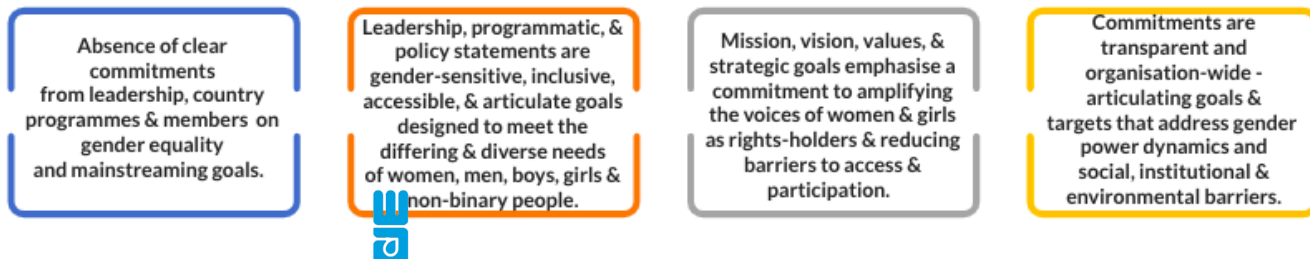 Absence of clear
commitments
from leadership, country
programmes & members on
gender equality
and mainstreaming goals.
Leadership, programmatic, &
policy statements are
gender-sensitive, inclusive,
accessible, & articulate goals
designed to meet the
differing & diverse needs
of women, men, boys, girls &
non-binary people.
Mission, vision, values, &
strategic goals emphasise a
commitment to amplifying
the voices of women & girls
as rights-holders & reducing
barriers to access &
participation.
Commitments are
transparent and
organisation-wide -
articulating goals &
targets that address gender
power dynamics and
social, institutional &
environmental barriers.